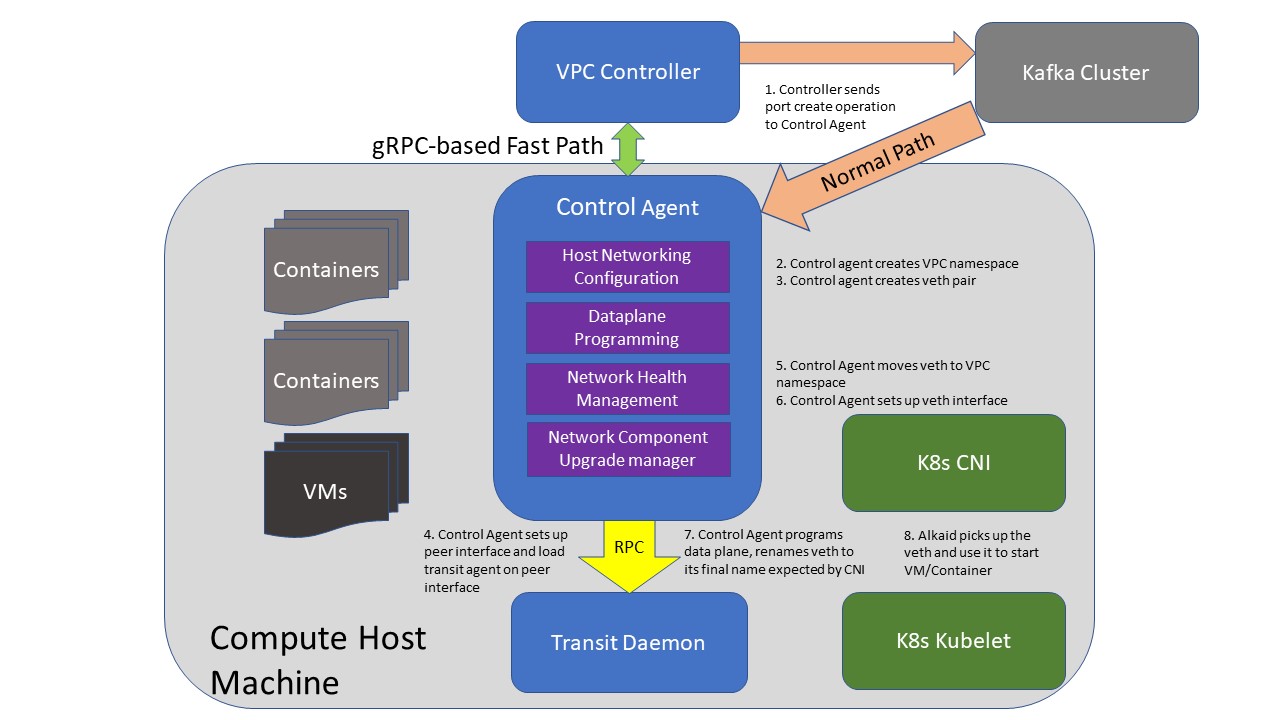 VPC Controller
Kafka Cluster
1. Controller sends
port create operation
to Control Agent
gRPC-based Fast Path
Normal Path
Control Agent
Host Networking
Configuration
Dataplane
Programming
Network Health
Management
Network Component
Upgrade manager
Containers
Containers
VMs
2. Control agent creates VPC namespace
3. Control agent creates veth pair
5. Control Agent moves veth to VPC
namespace
6. Control Agent sets up veth interface
K8s CNI
4. Control Agent sets up
peer interface and load
transit agent on peer
interface
RPC
7. Control Agent programs
data plane, renames veth to
its final name expected by CNI
8. Alkaid picks up the
veth and use it to start
VM/Container
Compute Host
Machine
Transit Daemon
K8s Kubelet